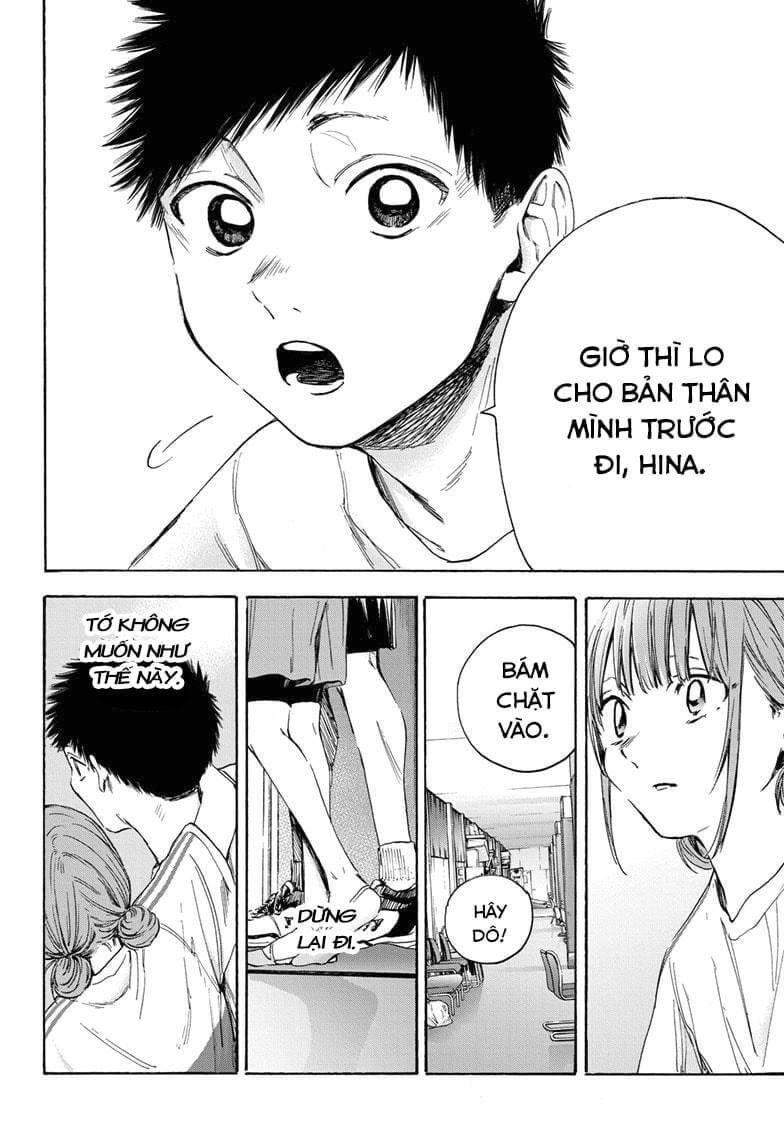 GIỜ THÌ LO
CHO BẢN THÂN
MÌNH TRƯỚC
ĐI, HINA.
BÁM
CHẶT
VÀO.
HÂY
DÔ!
DỪNG
LẠI ĐI.
TỚ KHÔNG
MUỐN NHƯ
THẾ NÀY.